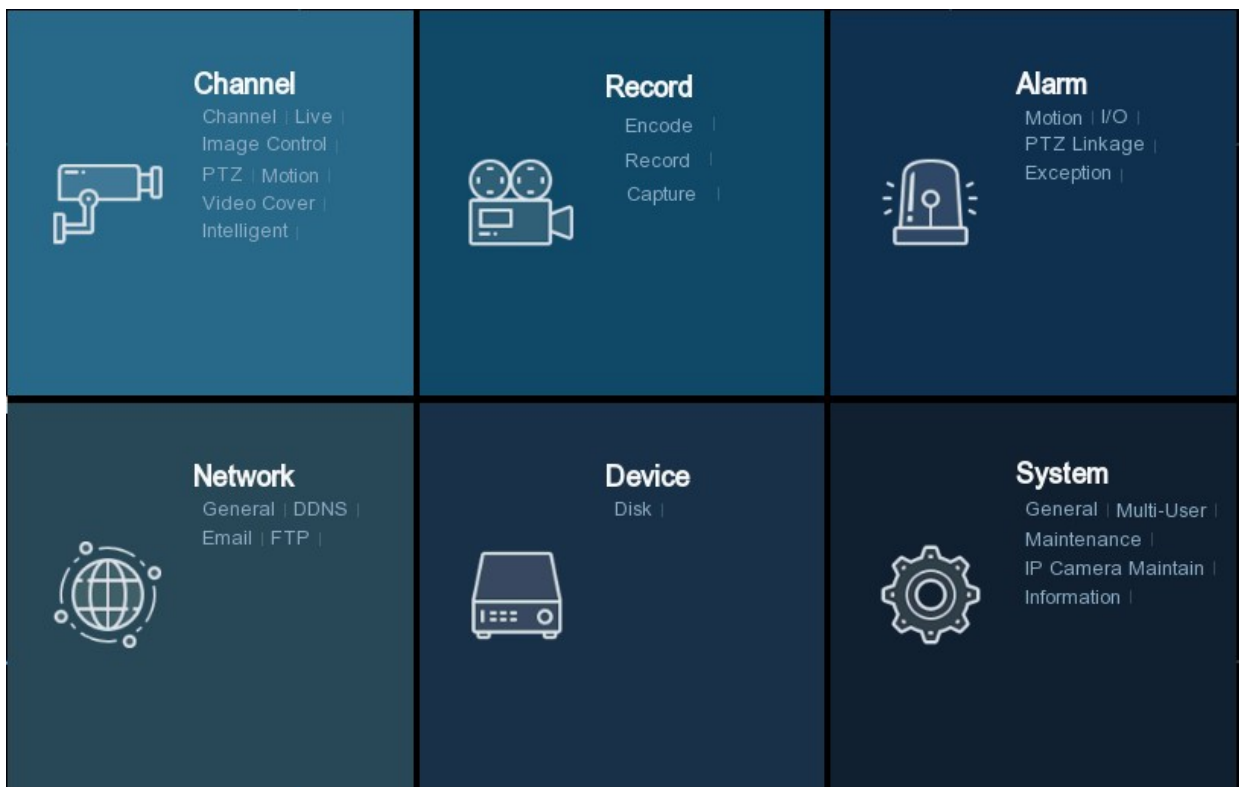 Channel
Channel | Live |
Image Control |
PTZ | Motion |
Video Cover |
Intelligent |
Record
Encode |
Record |
Capture |
Alarm
Motion | I/O |
PTZ Linkage |
Exception |
Network
General | DDNS |
Email | FTP |
Device
Disk |
System
General | Multi-User |
Maintenance |
IP Camera Maintain |
Information |